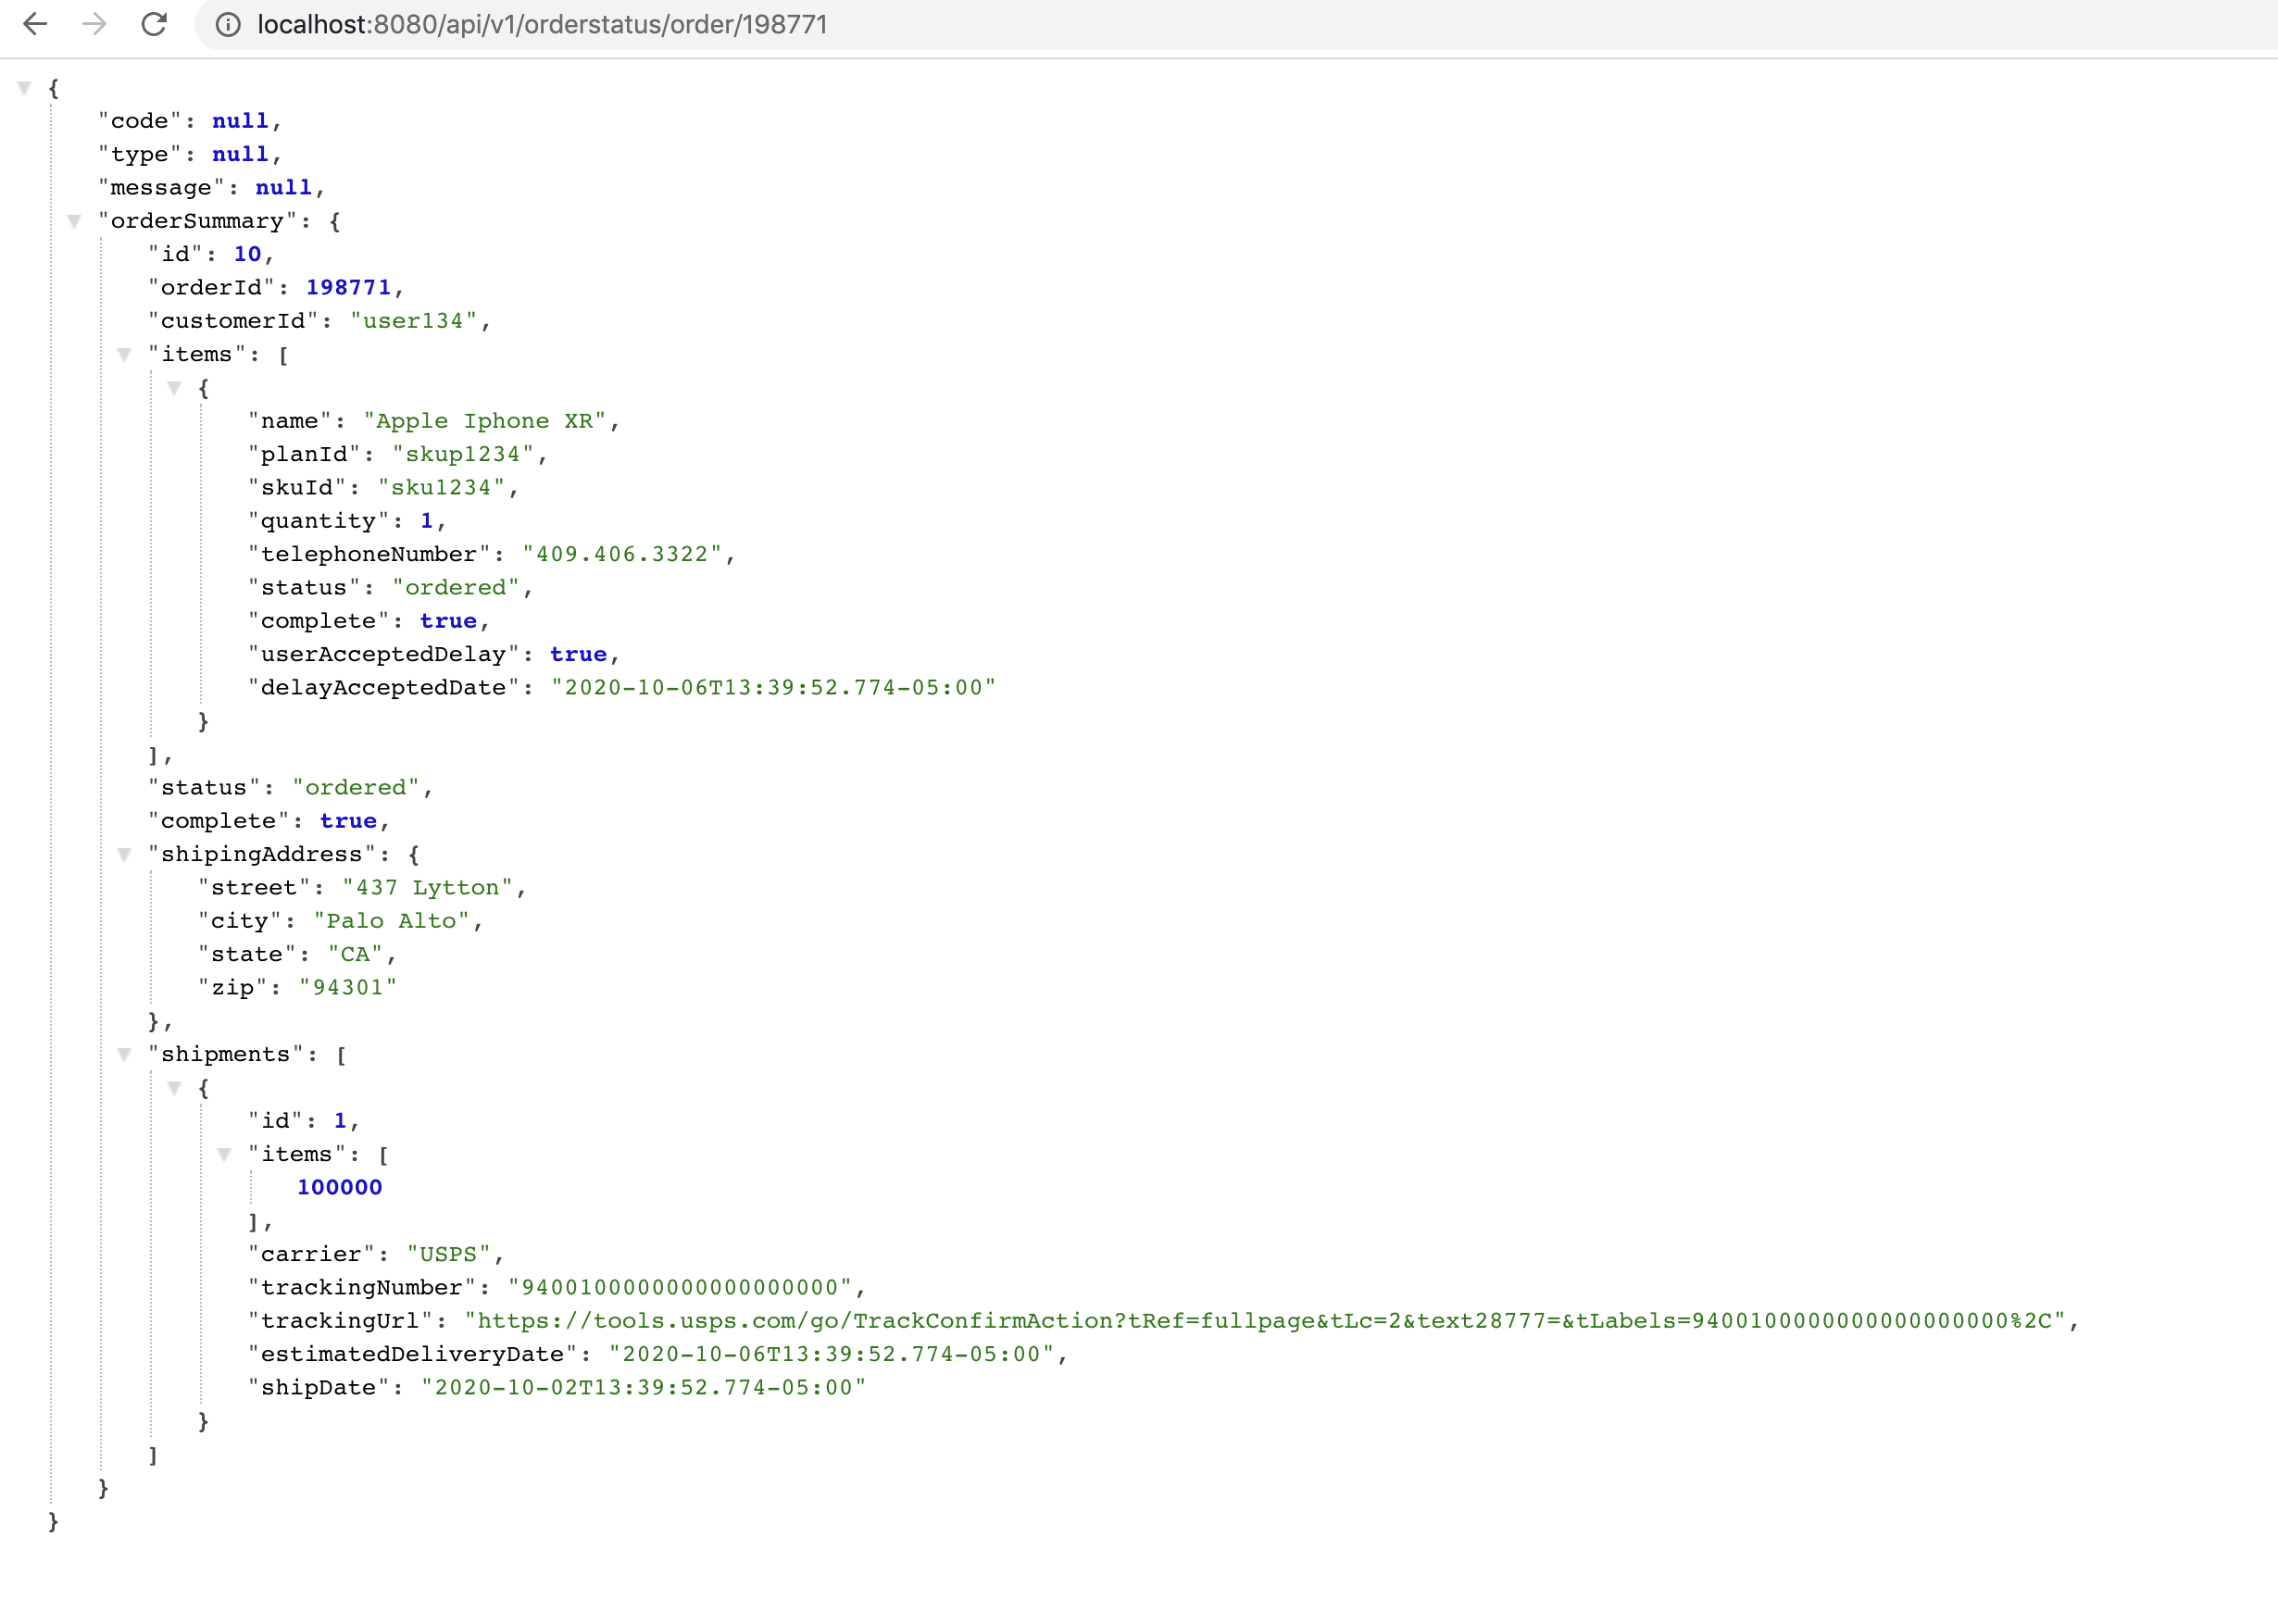 localhost:8080/api/v1/orderstatus/order/198771
{
"code": null,
"type": null,
"message": null,
"orderSummary": {
"id": 10,
"orderId": 198771,
"customerId": "user134",
"items": [
{
"name": "Apple Iphone XR",
"planId": "skup1234",
"skuId": "sku1234",
"quantity": 1,
"telephoneNumber": "409.406.3322",
"status": "ordered",
"complete": true,
"userAcceptedDelay": true,
"delayAcceptedDate": "2020-10-06T13:39:52.774-05:00"
}
],
"status": "ordered",
"complete": true,
"shipingAddress": {
"street": "437 Lytton",
"city": "Palo Alto",
"state": "CA",
"zip": "94301"
},
"shipments": [
{
"id": 1,
"items": [
100000
],
"carrier": "USPS",
"trackingNumber": "9400100000000000000000",
"trackingUrl": "https://tools.usps.com/go/TrackConfirmAction?tRef=fullpage&tLc=2&text28777=&tLabels=9400100000000000000000%2C",
"estimatedDeliveryDate": "2020-10-06T13:39:52.774-05:00",
"shipDate": "2020-10-02T13:39:52.774-05:00"
}
]
}
}